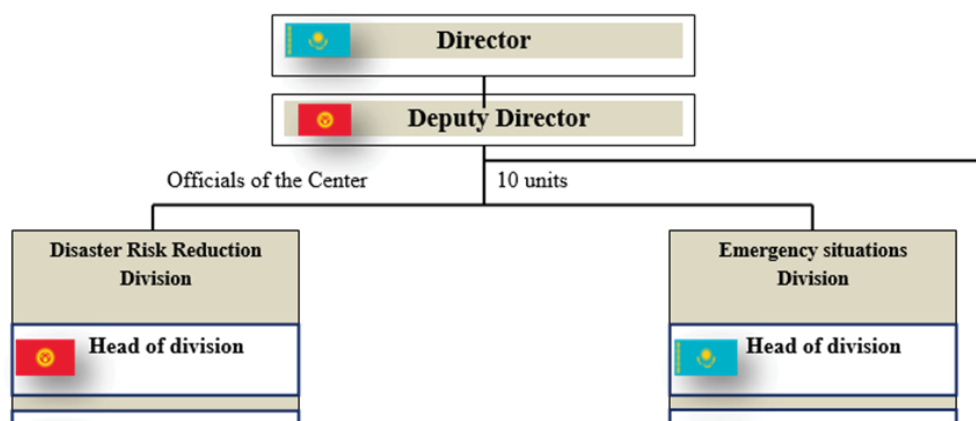 Director
Deputy Director
Officials of the Center
10 units
Disaster Risk Reduction
Division
Head of division
Emergency situations
Division
Head of division